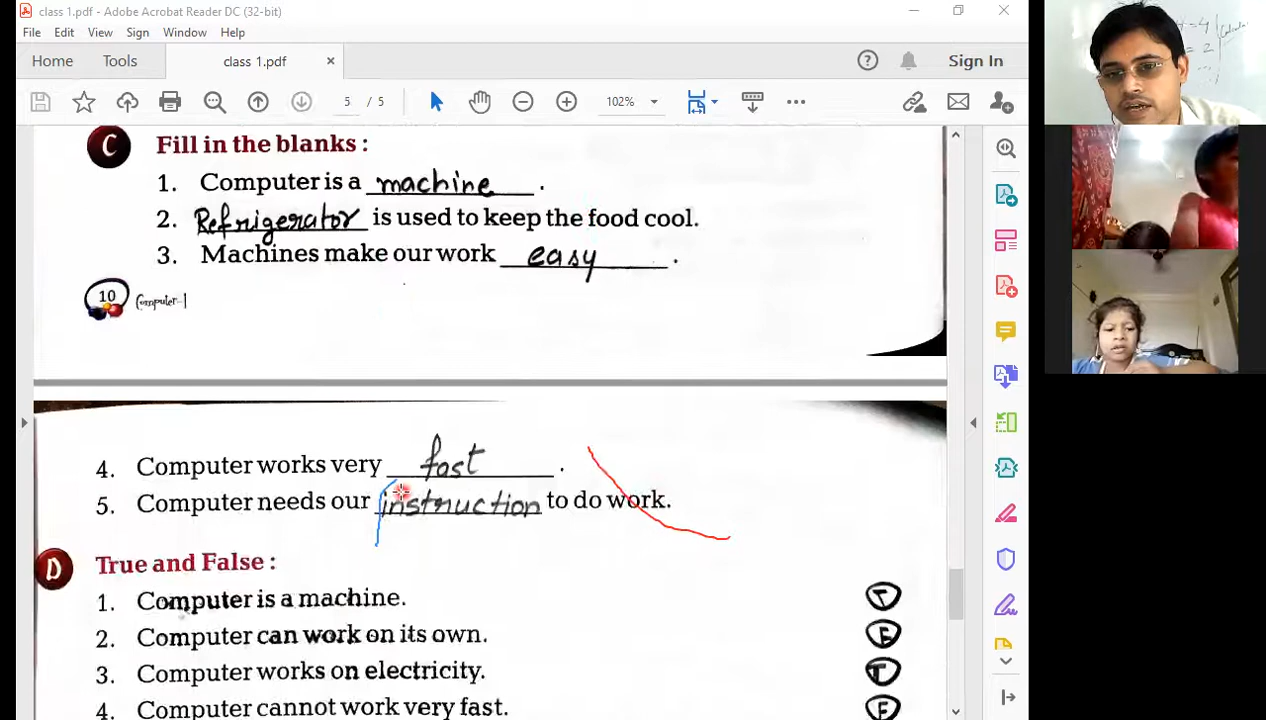 class 1.pdf - Adobe Acrobat Reader DC (32-bit)
File Edit View Sign Window Help
Home Tools class 1.pdf × Sign In
5 / 5 102%
C Fill in the blanks :
1. Computer is a machine .
2. Refrigerator is used to keep the food cool.
3. Machines make our work easy .
10 Computer-1
4. Computer works very fast .
5. Computer needs our instruction to do work.
D True and False :
1. Computer is a machine. T
2. Computer can work on its own. F
3. Computer works on electricity. T
4. Computer cannot work very fast. F